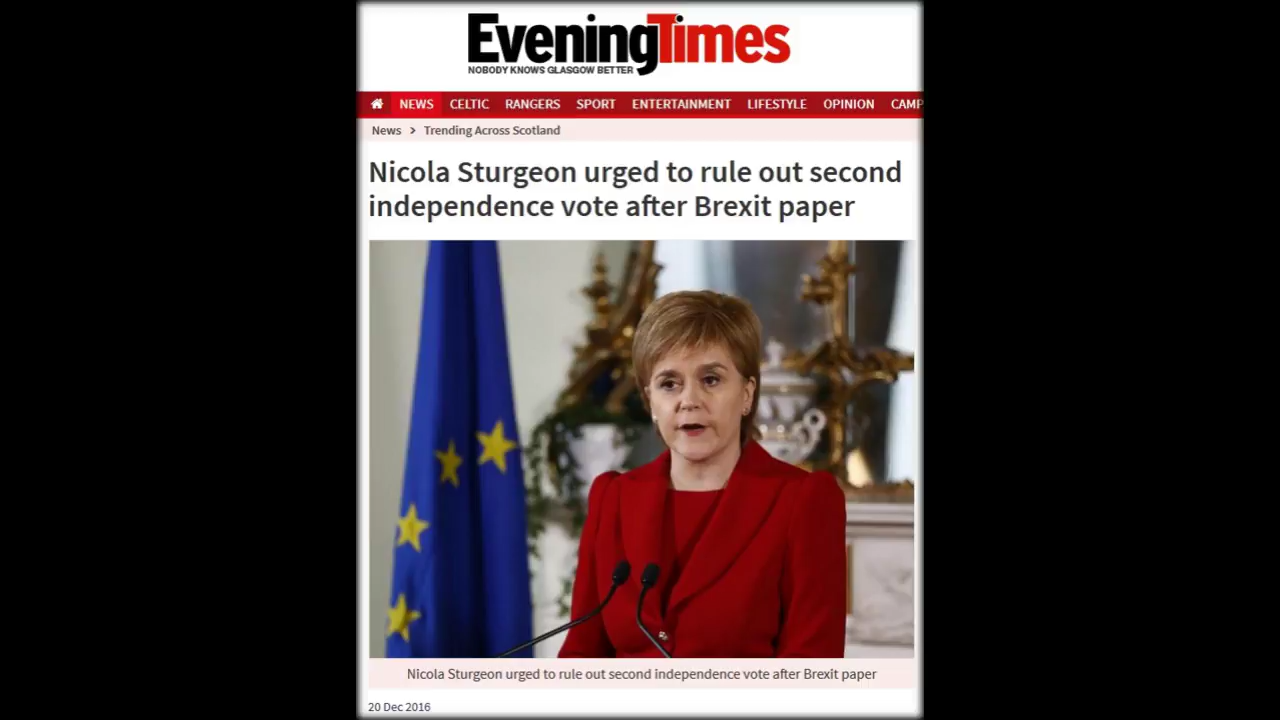 EveningTimes
NOBODY KNOWS GLASGOW BETTER
NEWS CELTIC RANGERS SPORT ENTERTAINMENT LIFESTYLE OPINION CAMP
News > Trending Across Scotland
Nicola Sturgeon urged to rule out second
independence vote after Brexit paper
Nicola Sturgeon urged to rule out second independence vote after Brexit paper
20 Dec 2016